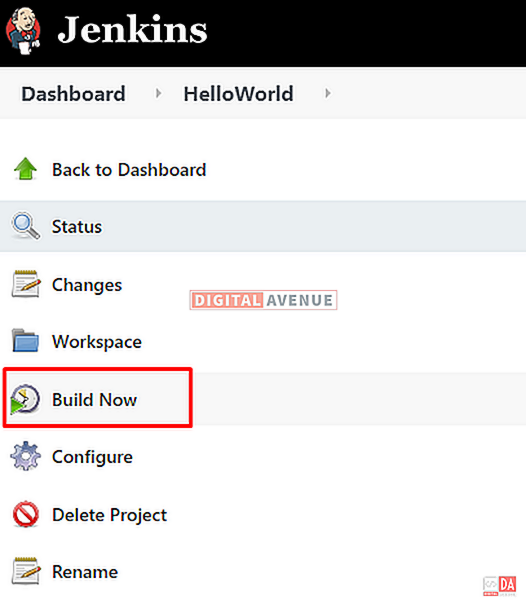 Jenkins
Dashboard HelloWorld
Back to Dashboard
Status
Changes
DIGITAL AVENUE
Workspace
Build Now
Configure
Delete Project
Rename
DA